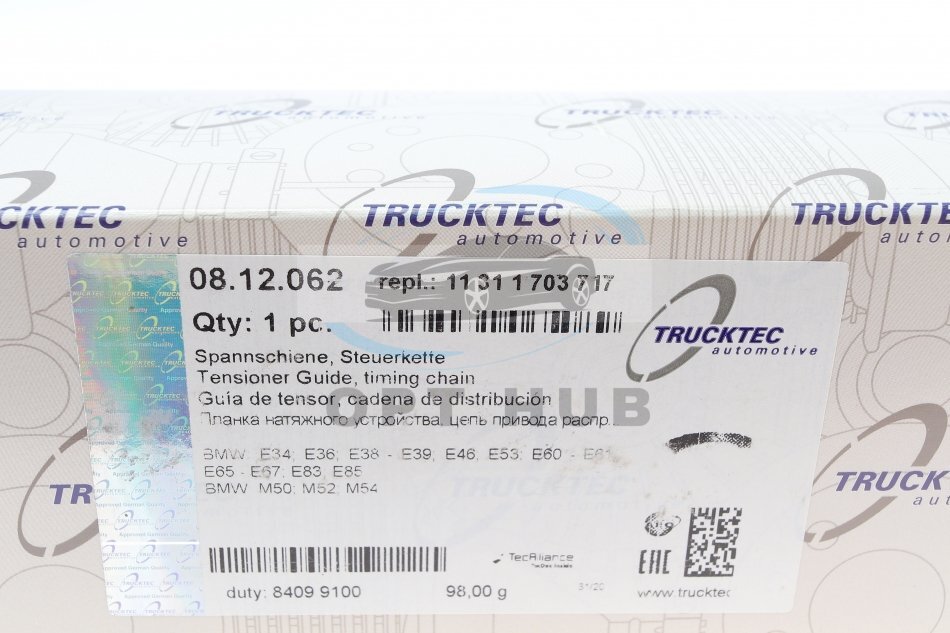 TRUCKTEC
automotive
TRUCKTEC
automotive
TRUCKTEC
automotive
08.12.062 repl.: 11 31 1 703 717
Qty: 1 pc.
TRUCKTEC
automotive
Spannschiene, Steuerkette
Tensioner Guide, timing chain
Guía de tensor, cadena de distribución
Планка натяжного устройства, цепь привода распр.
OPT HUB
BMW E34; E36; E38 - E39; E46; E53; E60 - E61
E65 - E67; E83; E85
BMW M50; M52; M54
TRUCKTEC
TecAlliance
EAC
duty: 8409 9100 98,00 g 31/20 www.trucktec